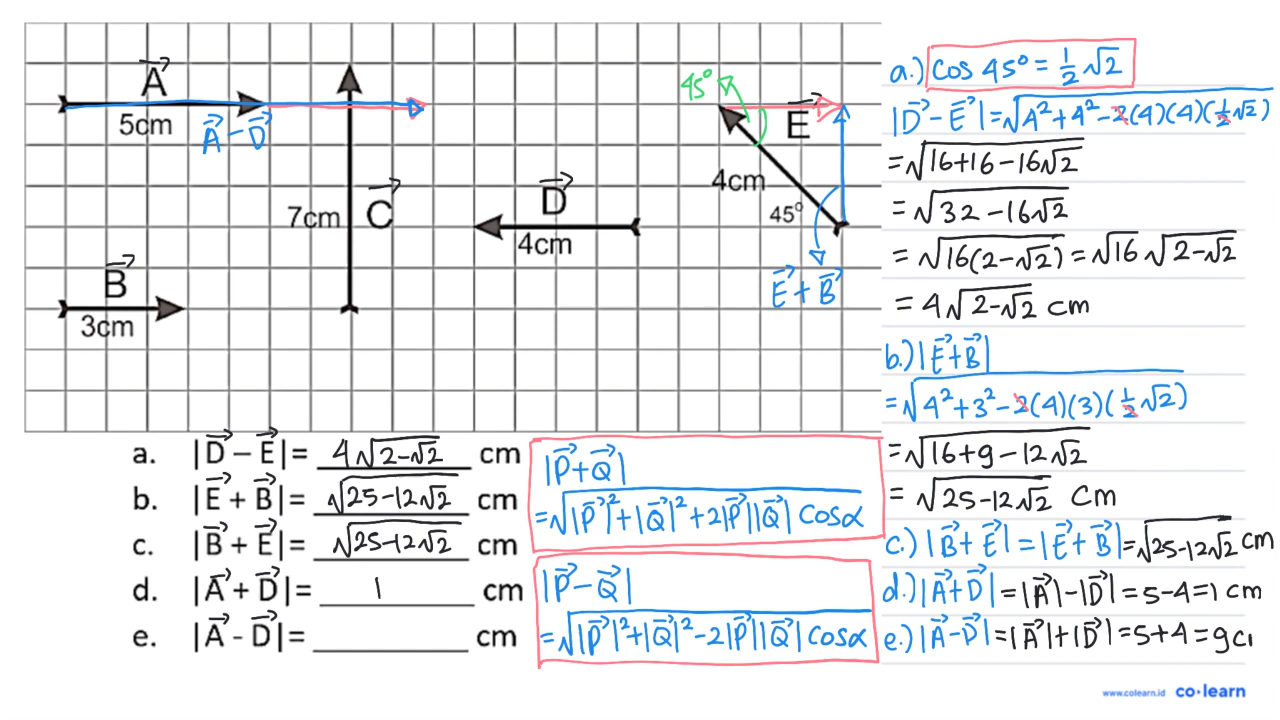 A⃗
5cm
A⃗ - D⃗
B⃗
3cm
7cm
C⃗
D⃗
4cm
45°
E⃗
4cm
45°
E⃗ + B⃗
a. |D⃗ - E⃗| = 4√(2-√2) cm
b. |E⃗ + B⃗| = √(25-12√2) cm
c. |B⃗ + E⃗| = √(25-12√2) cm
d. |A⃗ + D⃗| = 1 cm
e. |A⃗ - D⃗| = ______ cm
|P⃗+Q⃗|
=√(|P⃗|²+|Q⃗|²+2|P⃗||Q⃗| cosα)
|P⃗-Q⃗|
=√(|P⃗|²+|Q⃗|²-2|P⃗||Q⃗| cosα)
a.) cos 45° = ½√2
|D⃗-E⃗|=√(4²+4²-2(4)(4)(½√2))
=√(16+16-16√2)
=√(32-16√2)
=√(16(2-√2)) = √16 √(2-√2)
= 4√(2-√2) cm
b.) |E⃗+B⃗|
=√(4²+3²-2(4)(3)(½√2))
=√(16+9-12√2)
=√(25-12√2) cm
c.) |B⃗+E⃗| = |E⃗+B⃗| = √(25-12√2) cm
d.) |A⃗+D⃗| = |A⃗|-|D⃗| = 5-4=1 cm
e.) |A⃗-D⃗| = |A⃗|+|D⃗| = 5+4=9 c
www.colearn.id co·learn